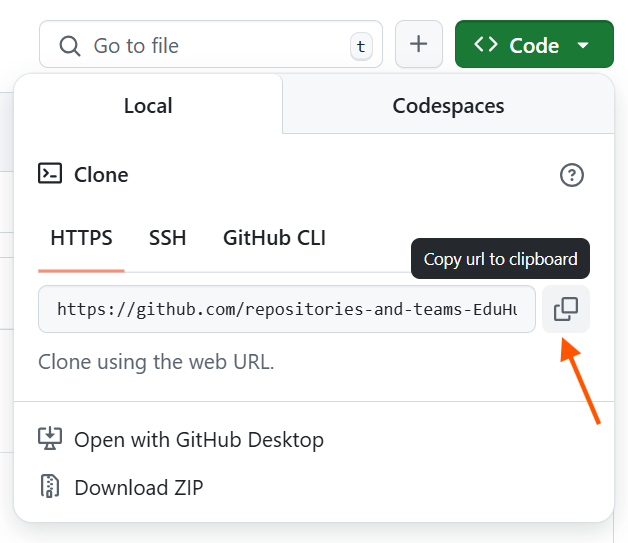 Go to file
t
+
<> Code
Local
Codespaces
Clone
?
HTTPS
SSH
GitHub CLI
Copy url to clipboard
https://github.com/repositories-and-teams-EduHu
Clone using the web URL.
Open with GitHub Desktop
Download ZIP